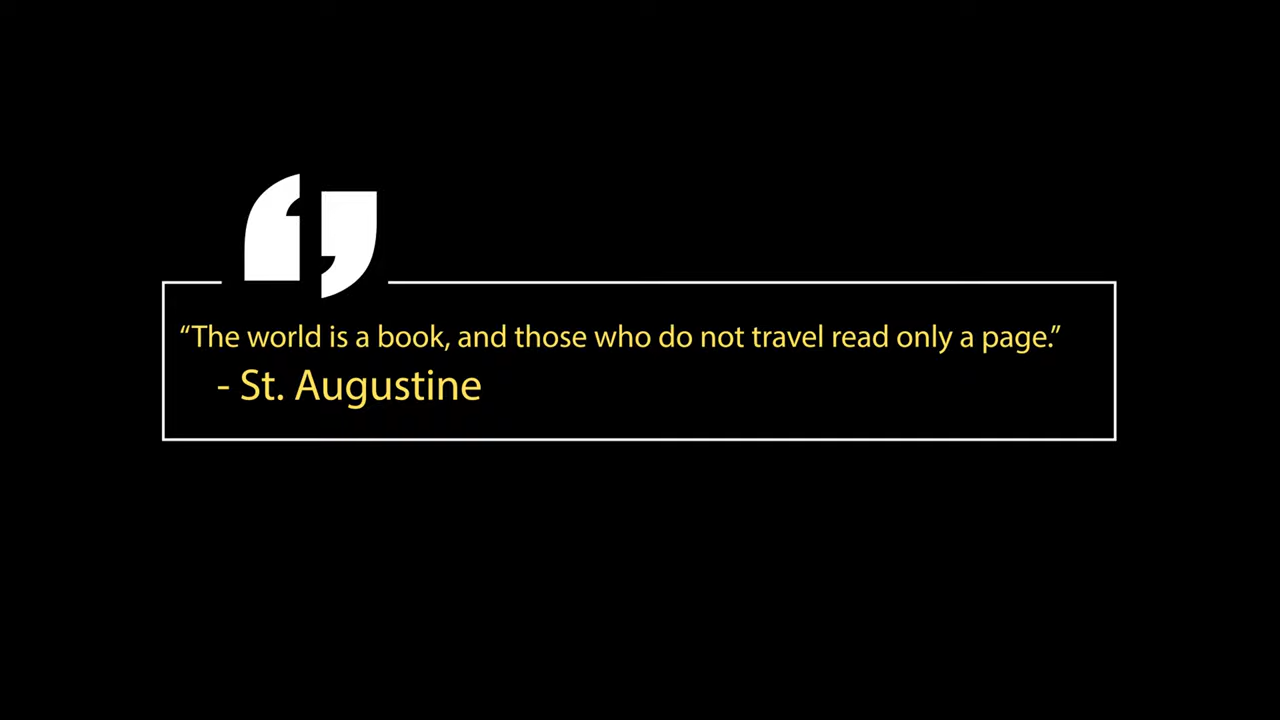 “The world is a book, and those who do not travel read only a page.”
- St. Augustine